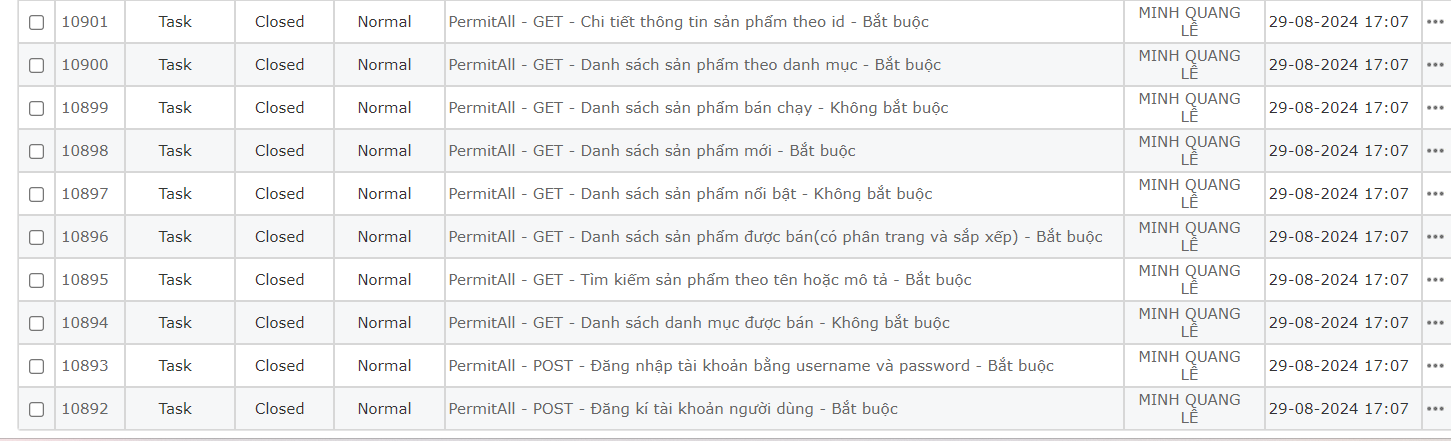 10901 Task Closed Normal PermitAll - GET - Chi tiết thông tin sản phẩm theo id - Bắt buộc MINH QUANG LÊ 29-08-2024 17:07
10900 Task Closed Normal PermitAll - GET - Danh sách sản phẩm theo danh mục - Bắt buộc MINH QUANG LÊ 29-08-2024 17:07
10899 Task Closed Normal PermitAll - GET - Danh sách sản phẩm bán chạy - Không bắt buộc MINH QUANG LÊ 29-08-2024 17:07
10898 Task Closed Normal PermitAll - GET - Danh sách sản phẩm mới - Bắt buộc MINH QUANG LÊ 29-08-2024 17:07
10897 Task Closed Normal PermitAll - GET - Danh sách sản phẩm nổi bật - Không bắt buộc MINH QUANG LÊ 29-08-2024 17:07
10896 Task Closed Normal PermitAll - GET - Danh sách sản phẩm được bán(có phân trang và sắp xếp) - Bắt buộc MINH QUANG LÊ 29-08-2024 17:07
10895 Task Closed Normal PermitAll - GET - Tìm kiếm sản phẩm theo tên hoặc mô tả - Bắt buộc MINH QUANG LÊ 29-08-2024 17:07
10894 Task Closed Normal PermitAll - GET - Danh sách danh mục được bán - Không bắt buộc MINH QUANG LÊ 29-08-2024 17:07
10893 Task Closed Normal PermitAll - POST - Đăng nhập tài khoản bằng username và password - Bắt buộc MINH QUANG LÊ 29-08-2024 17:07
10892 Task Closed Normal PermitAll - POST - Đăng kí tài khoản người dùng - Bắt buộc MINH QUANG LÊ 29-08-2024 17:07